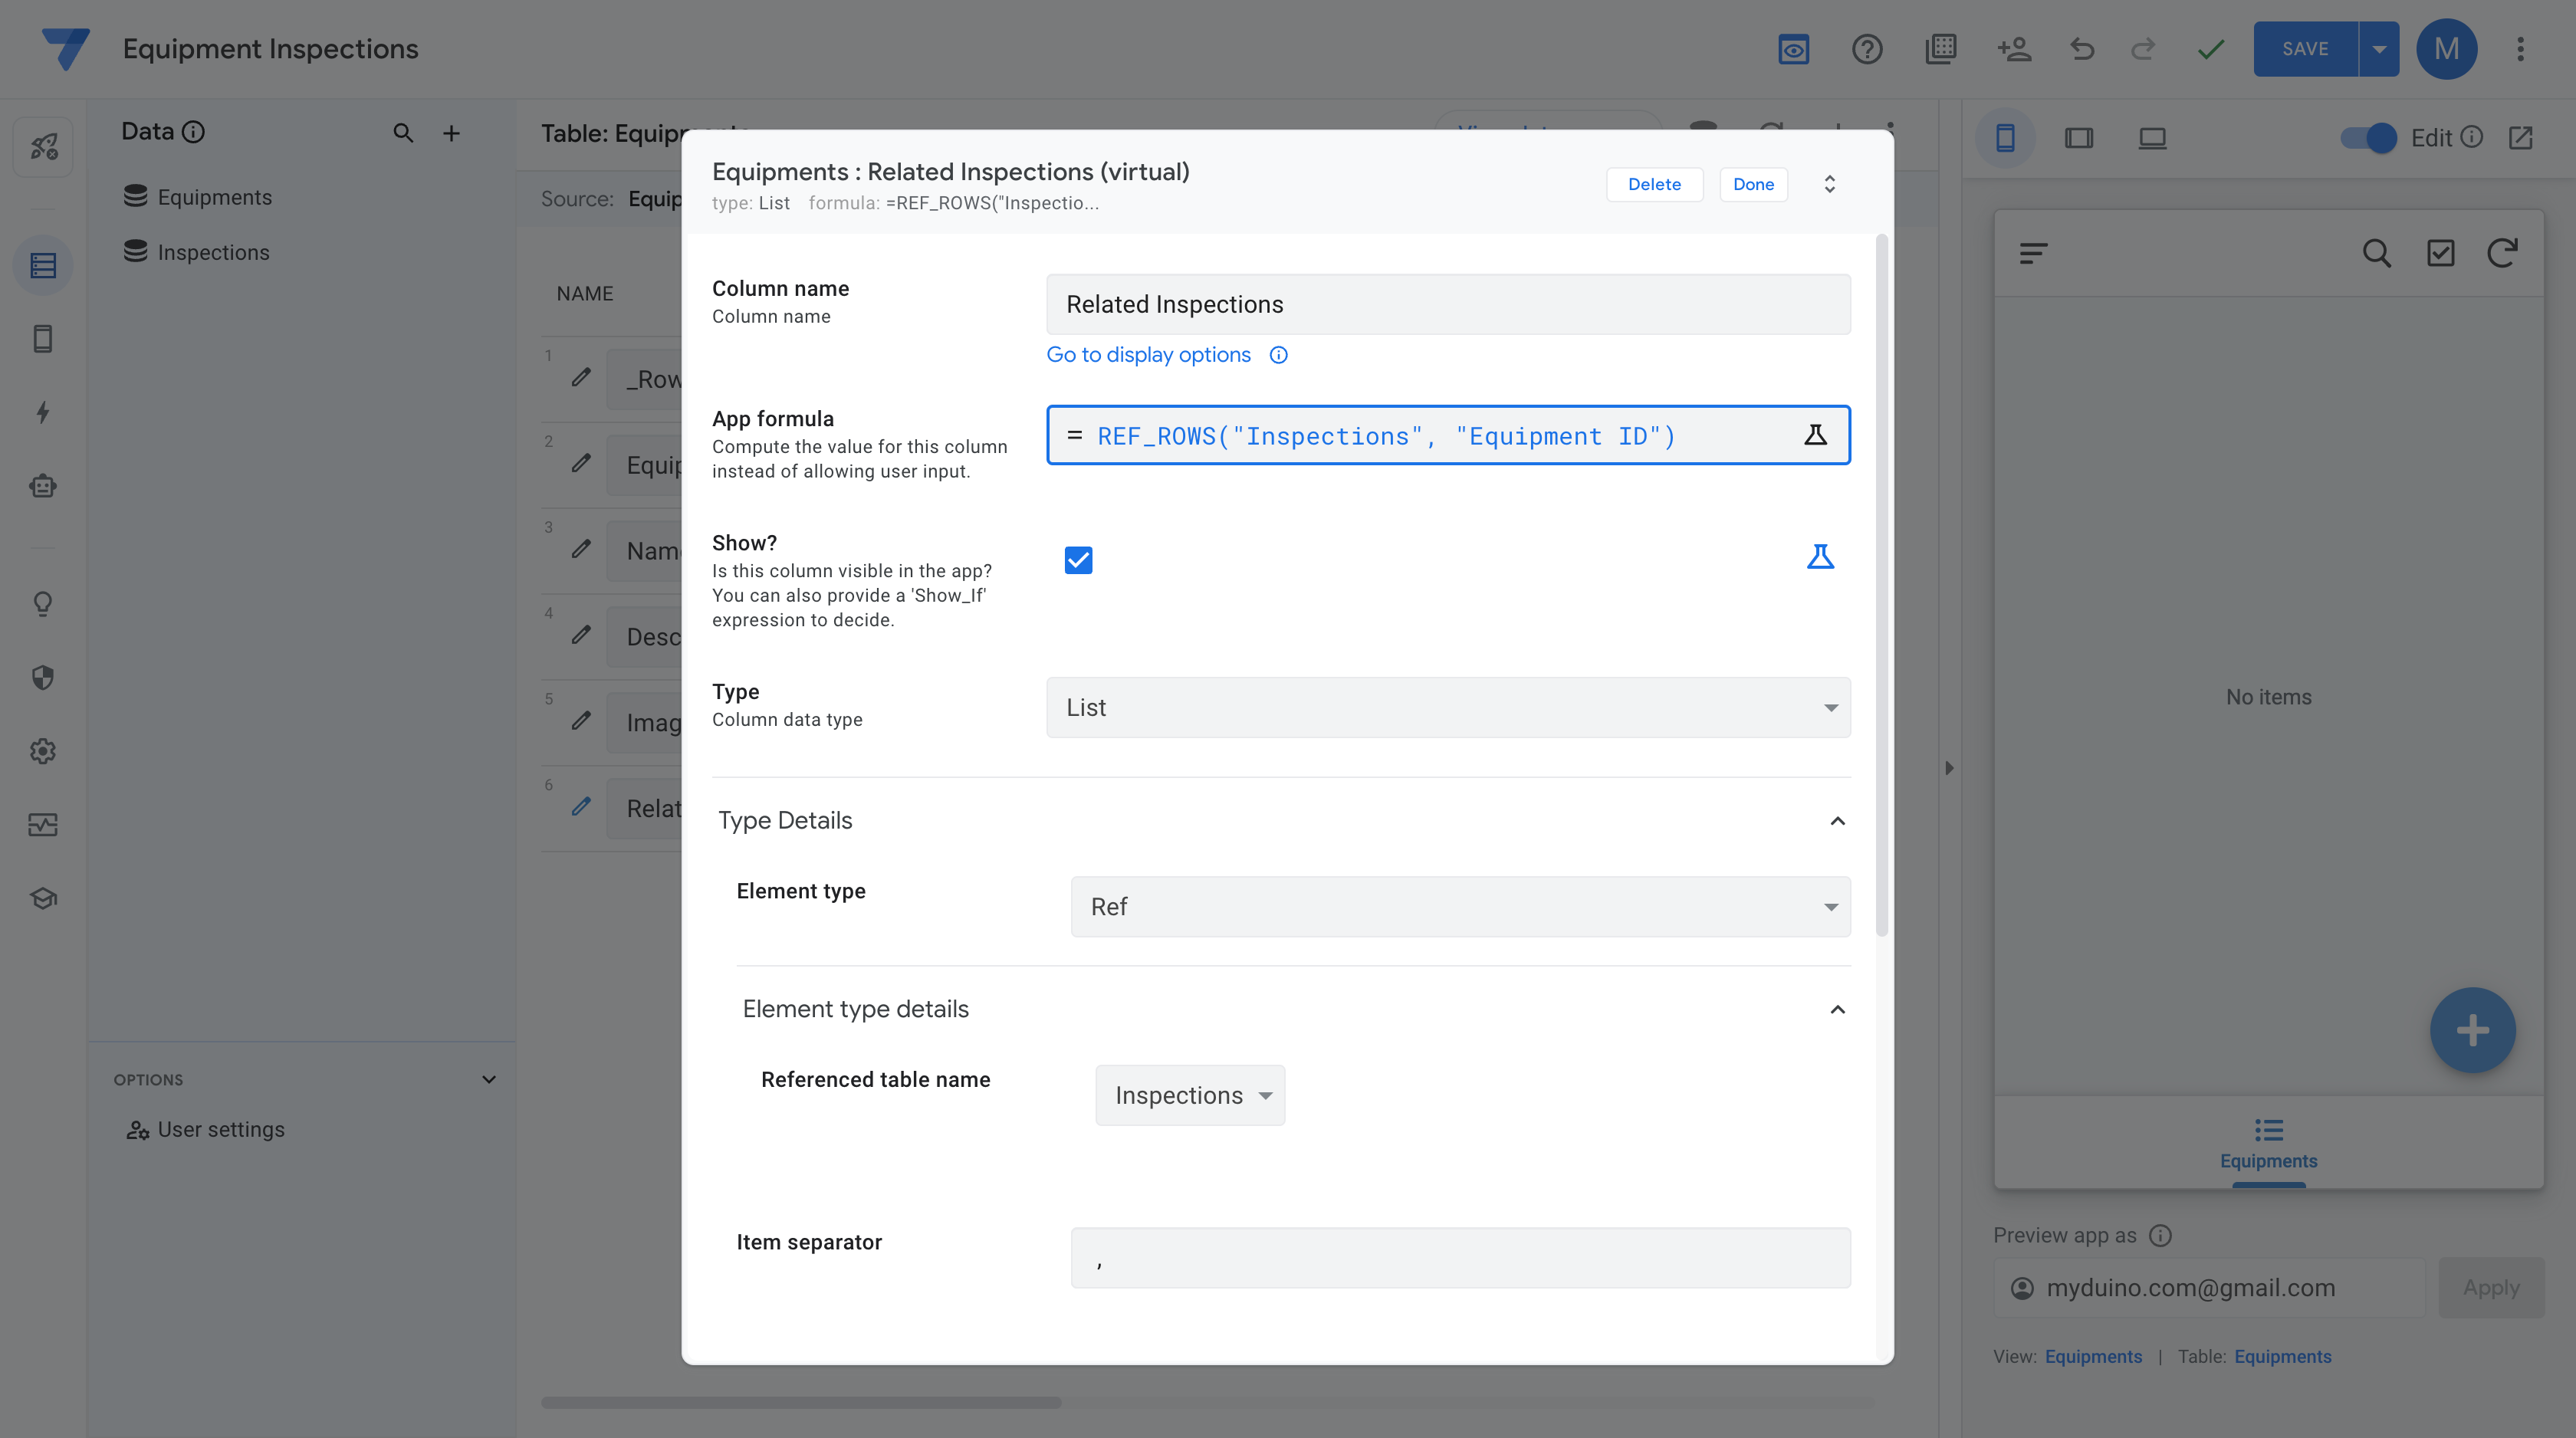 Equipment Inspections
SAVE
M
Data
Equipments
Inspections
OPTIONS
User settings
Table: Equipments
Source: Equip
NAME
1
_Row
2
Equip
3
Nam
4
Desc
5
Imag
6
Relat
Equipments : Related Inspections (virtual)
type: List formula: =REF_ROWS("Inspectio...
Delete
Done
Column name
Column name
Related Inspections
Go to display options
App formula
Compute the value for this column
instead of allowing user input.
= REF_ROWS("Inspections", "Equipment ID")
Show?
Is this column visible in the app?
You can also provide a 'Show_If'
expression to decide.
Type
Column data type
List
Type Details
Element type
Ref
Element type details
Referenced table name
Inspections
Item separator
,
Edit
No items
Equipments
Preview app as
myduino.com@gmail.com
Apply
View: Equipments | Table: Equipments